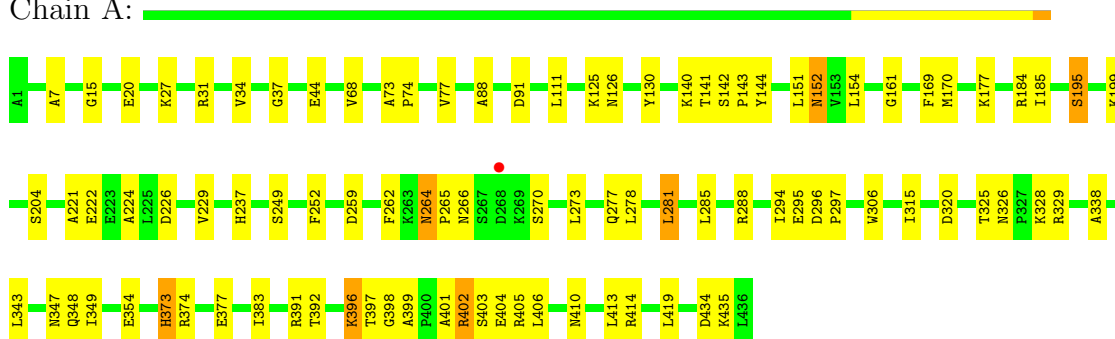 Chain A:
A1 A7 G15 E20 K27 R31 V34 G37 E44 V68 A73 P74 V77 A88 D91 L111 K125 N126 Y130 K140 T141 S142 P143 Y144 L151 N152 V153 L154 G161 F169 M170 K177 R184 I185 S195 K199
S204 A221 E222 E223 A224 L225 D226 V229 H237 S249 F252 D259 F262 K263 N264 P265 N266 S267 D268 K269 S270 L273 Q277 L278 L281 L285 R288 I294 E295 D296 P297 W306 I315 D320 T325 N326 P327 K328 R329 A338
L343 N347 Q348 I349 E354 H373 R374 E377 I383 R391 T392 K396 T397 G398 A399 P400 A401 R402 S403 E404 R405 L406 N410 L413 R414 L419 D434 K435 L436